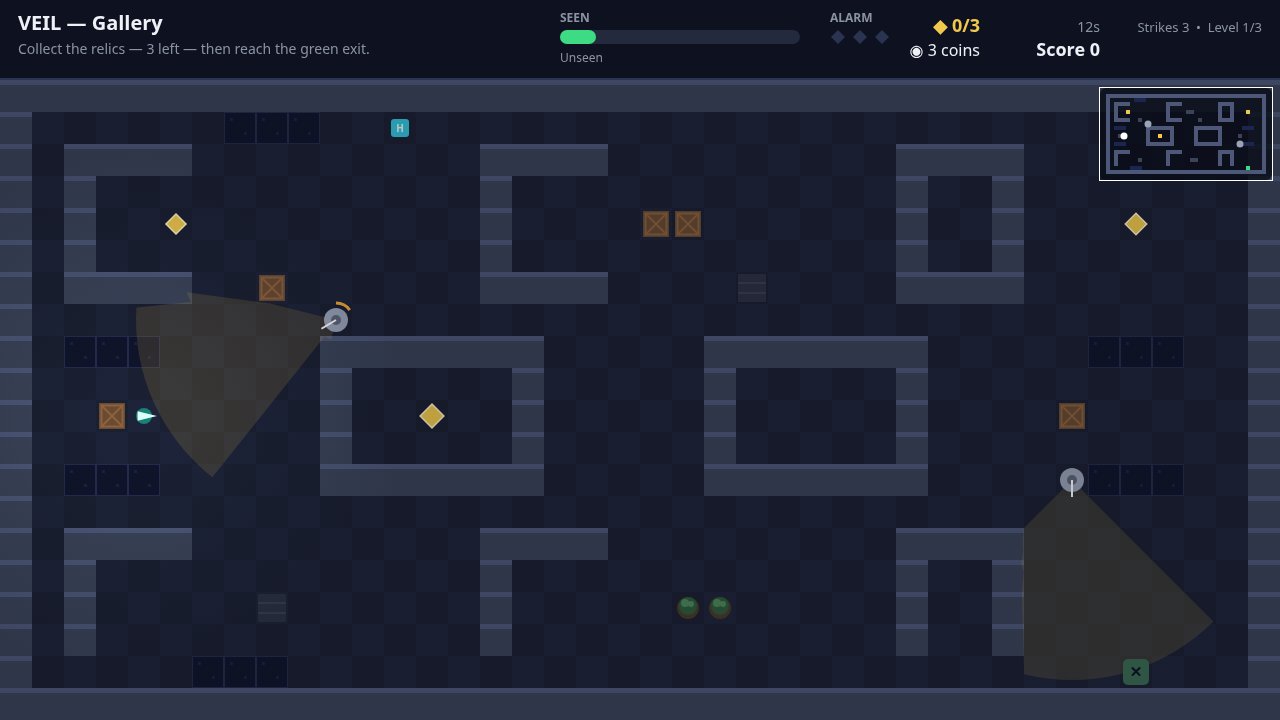 VEIL — Gallery
Collect the relics — 3 left — then reach the green exit.
SEEN
Unseen
ALARM
◆ 0/3
◉ 3 coins
12s
Score 0
Strikes 3 • Level 1/3
H
✕